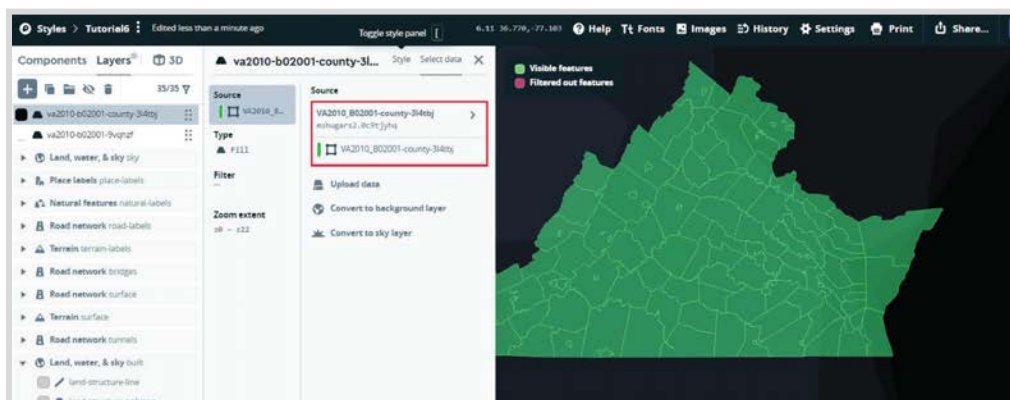 Styles > Tutorial6 Edited less than a minute ago Toggle style panel [ 6.11 36.770,-77.103 Help Fonts Images History Settings Print Share...
Components Layers 3D
35/35
va2010-b02001-county-3l4tbj
va2010-b02001-9vqnzf
Land, water, & sky sky
Place labels place-labels
Natural features natural-labels
Road network road-labels
Terrain terrain-labels
Road network bridges
Road network surface
Terrain surface
Road network tunnels
Land, water, & sky built
land-structure-line
va2010-b02001-county-3l... Style Select data
Source
VA2010_B...
Type
Fill
Filter
Zoom extent
z0 – z22
Source
VA2010_B02001-county-3l4tbj
VA2010_B02001-county-3l4tbj
Upload data
Convert to background layer
Convert to sky layer
Visible features
Filtered out features